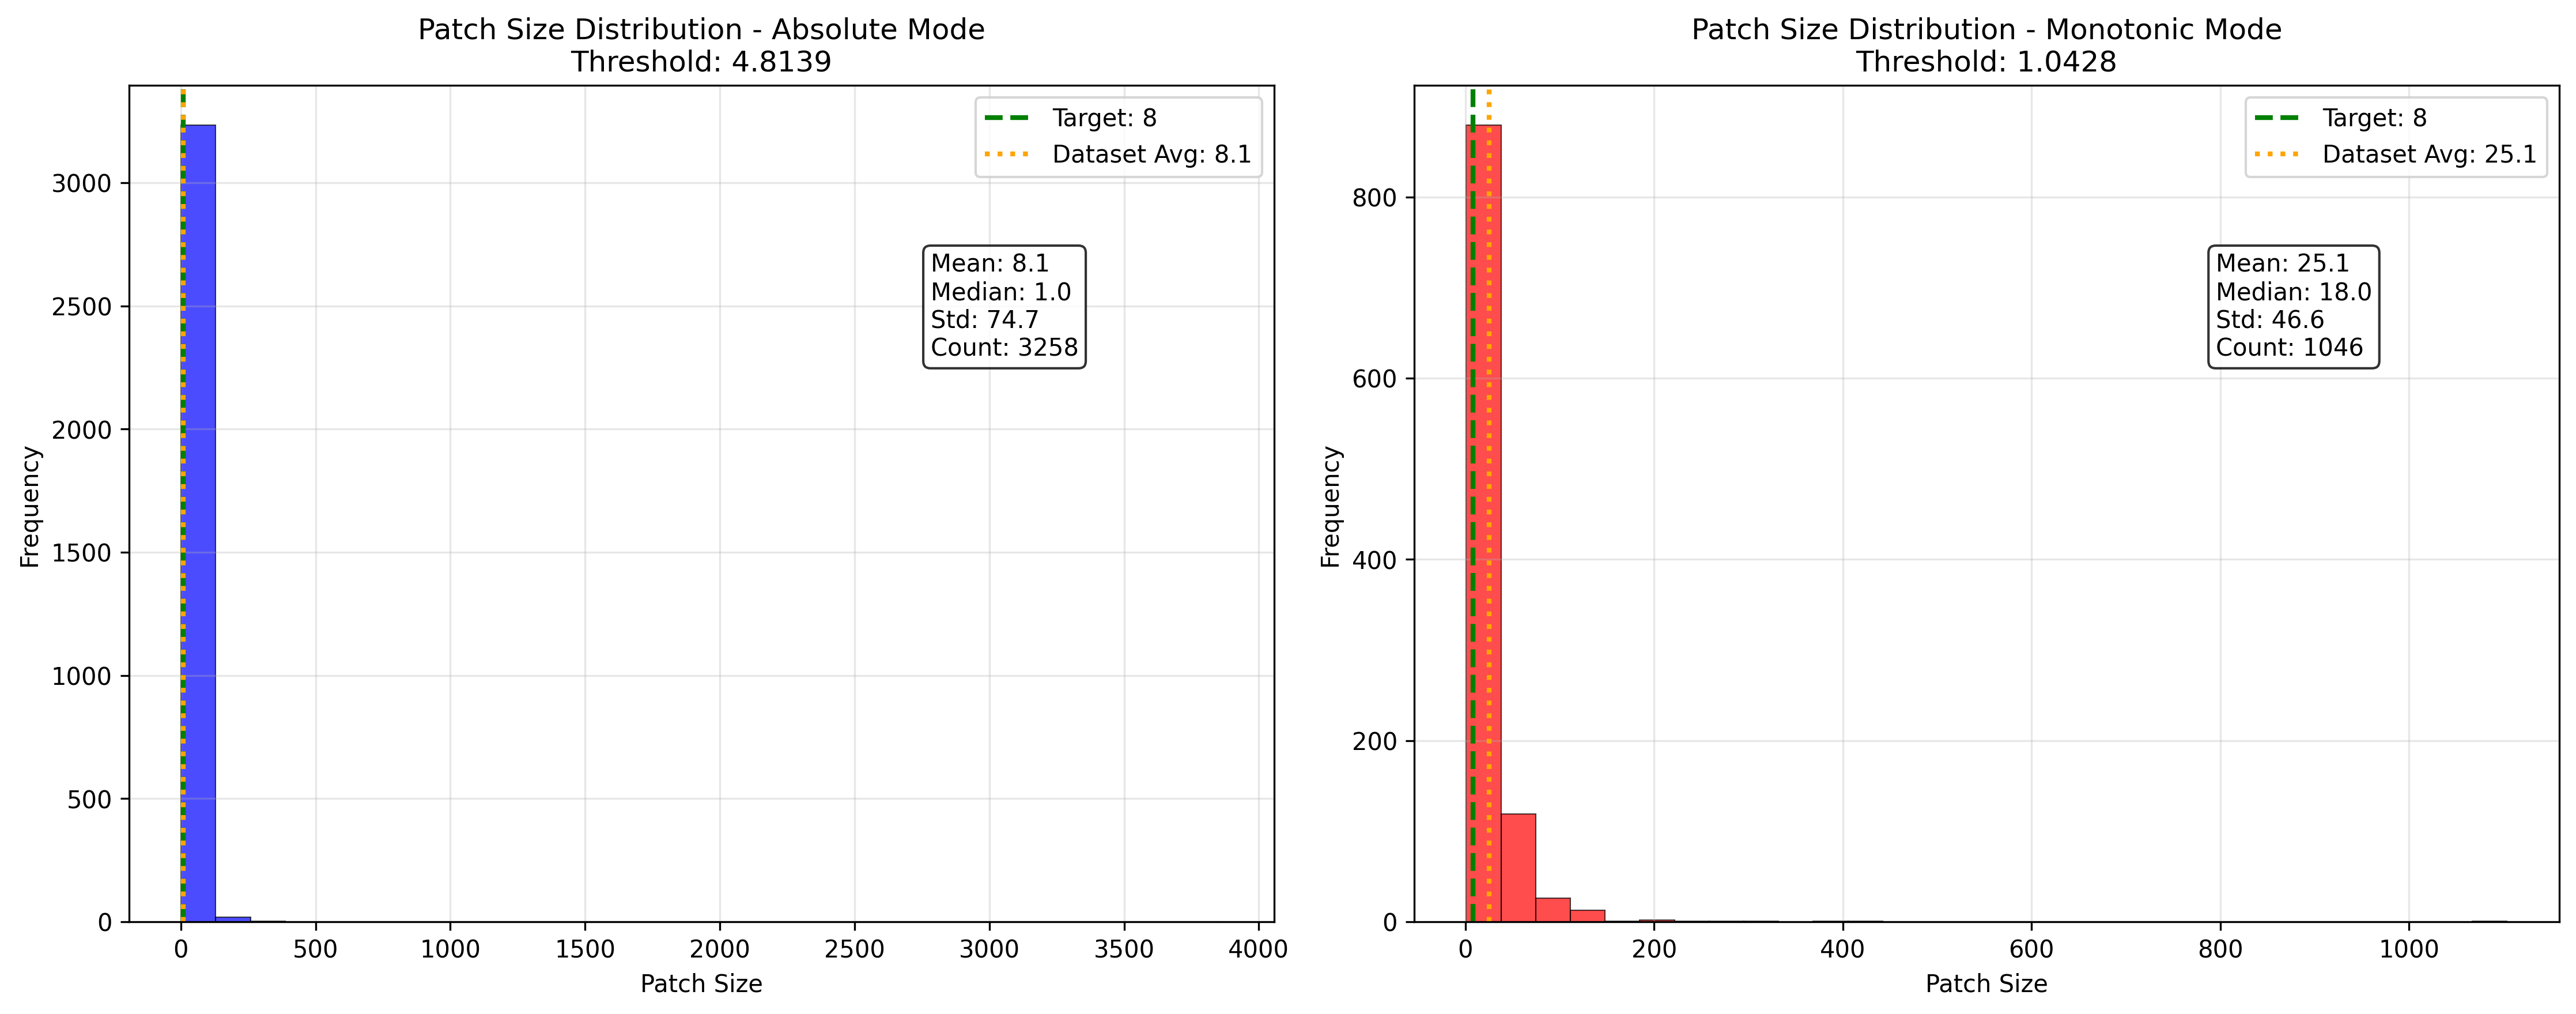 Patch Size Distribution - Absolute Mode
Threshold: 4.8139
Target: 8
Dataset Avg: 8.1
Mean: 8.1
Median: 1.0
Std: 74.7
Count: 3258
Frequency
3000
2500
2000
1500
1000
500
0
0 500 1000 1500 2000 2500 3000 3500 4000
Patch Size
Patch Size Distribution - Monotonic Mode
Threshold: 1.0428
Target: 8
Dataset Avg: 25.1
Mean: 25.1
Median: 18.0
Std: 46.6
Count: 1046
Frequency
800
600
400
200
0
0 200 400 600 800 1000
Patch Size